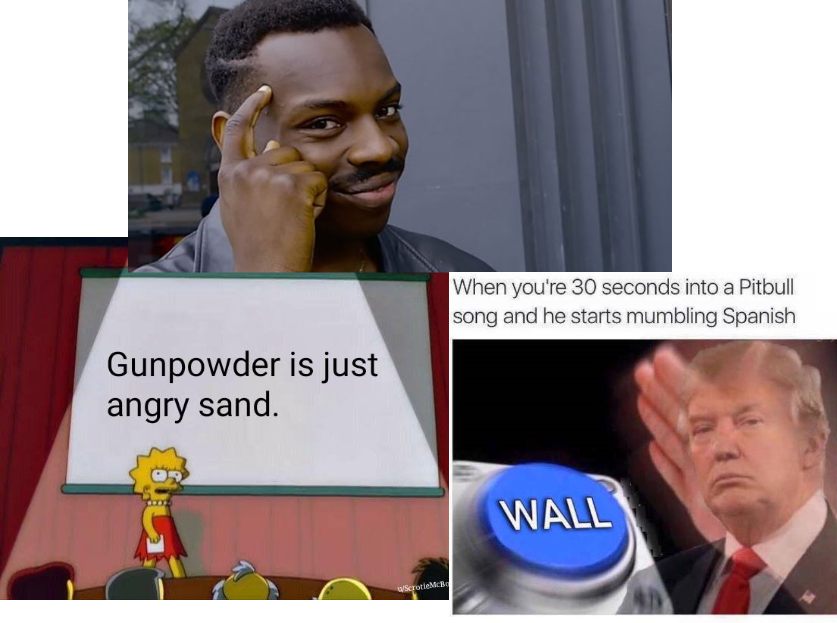 When you're 30 seconds into a Pitbull
song and he starts mumbling Spanish
Gunpowder is just
angry sand.
WALL